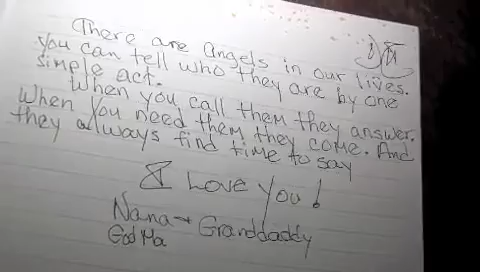 There are angels in our lives.
you can tell who they are by one
simple act.
When you call them they answer.
When you need them they come. And
they always find time to say
I Love You!
Nana + Granddaddy
God Ma